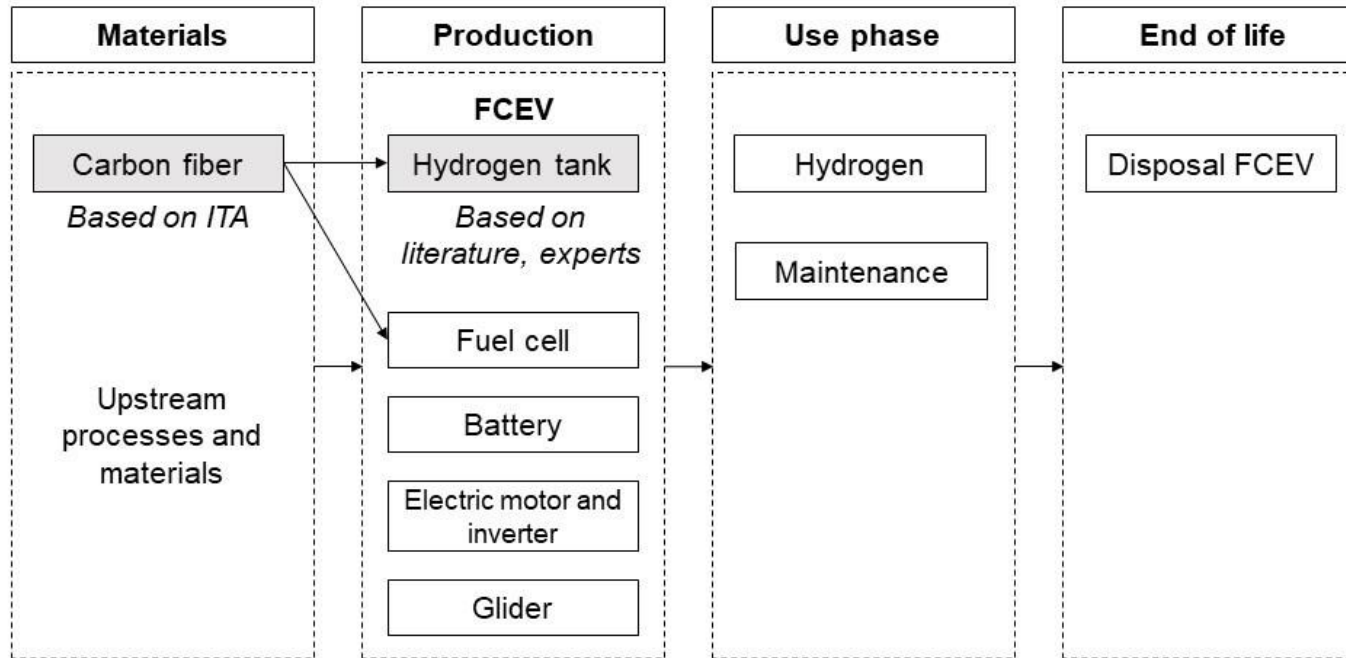 Materials
Production
Use phase
End of life
FCEV
Carbon fiber
Based on ITA
Upstream
processes and
materials
Hydrogen tank
Based on
literature, experts
Fuel cell
Battery
Electric motor and
inverter
Glider
Hydrogen
Maintenance
Disposal FCEV